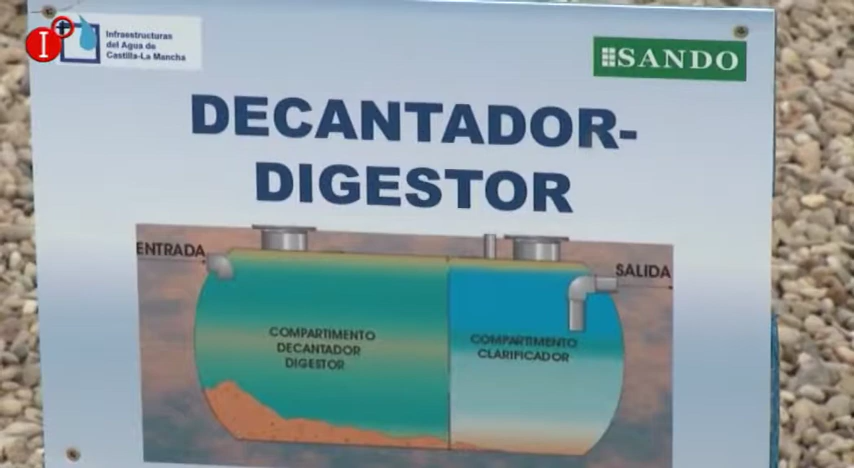 I
Infraestructuras
del Agua de
Castilla-La Mancha
SANDO
DECANTADOR-
DIGESTOR
ENTRADA
SALIDA
COMPARTIMENTO
DECANTADOR
DIGESTOR
COMPARTIMENTO
CLARIFICADOR